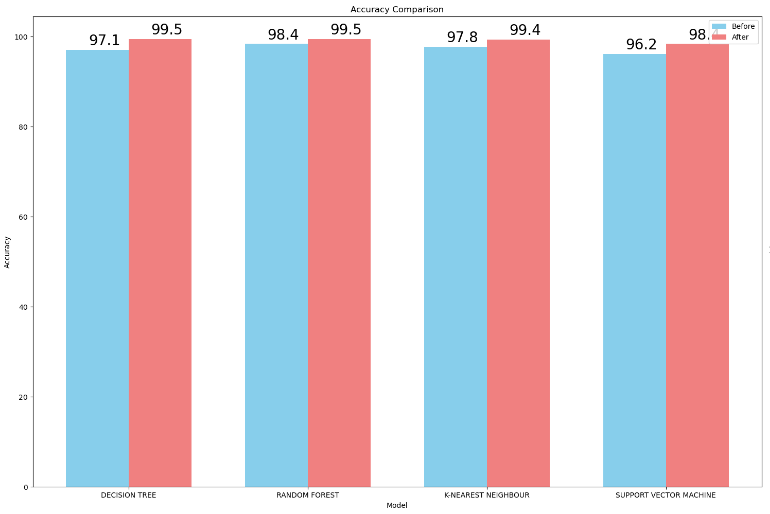 Accuracy Comparison
Before
After
97.1
99.5
98.4
99.5
97.8
99.4
96.2
100
80
60
40
20
0
Accuracy
DECISION TREE
RANDOM FOREST
K-NEAREST NEIGHBOUR
SUPPORT VECTOR MACHINE
Model